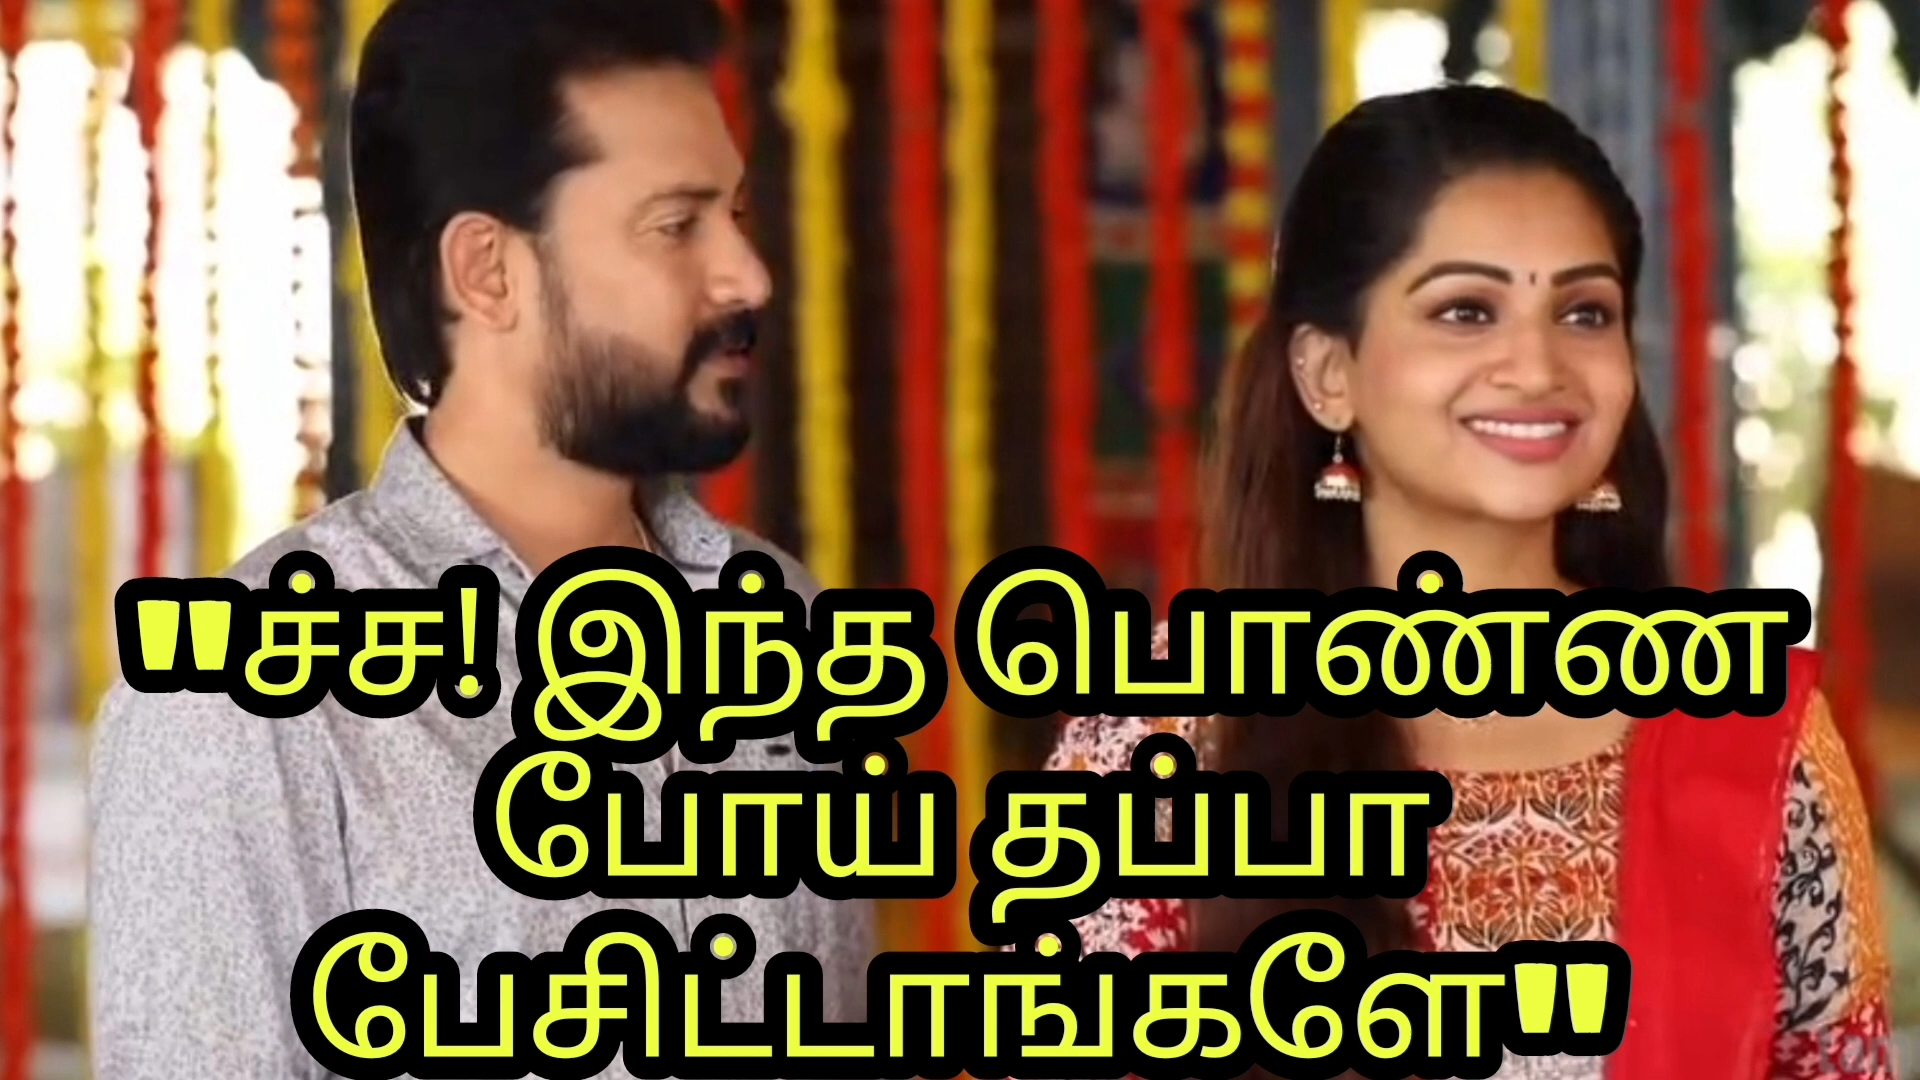 "ச்ச! இந்த பொண்ண
போய் தப்பா
பேசிட்டாங்களே"